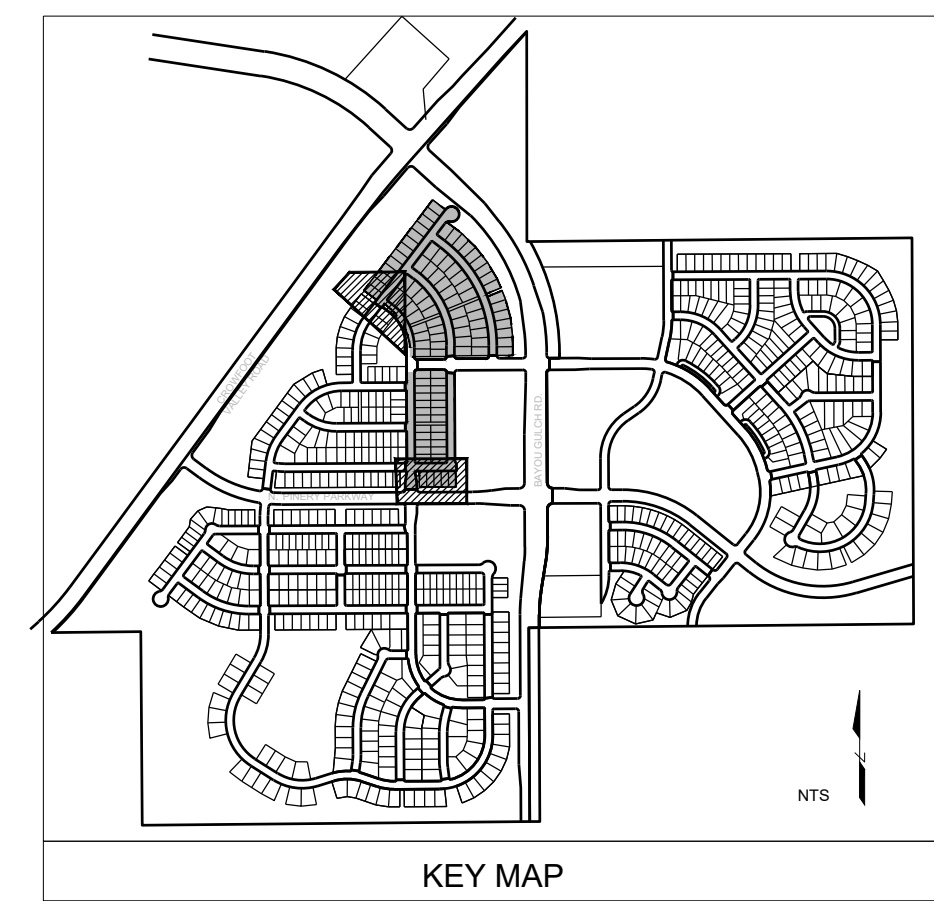 CROWFOOT
VALLEY ROAD
BAYOU GULCH RD.
N. PINERY PARKWAY
NTS
KEY MAP